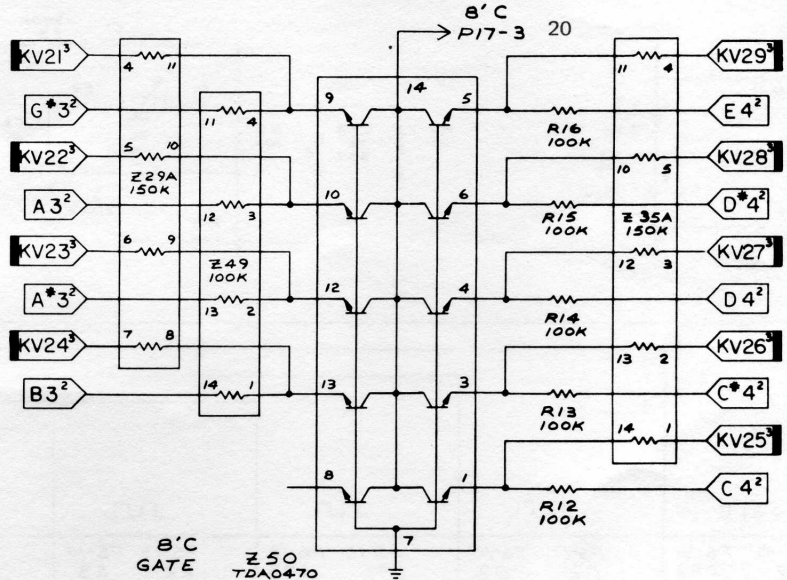 8' C
P17-3 20
KV21³ 4 11 14 11 4 KV29³
G#3² 11 4 9 5 R16 100K E4²
KV22³ 5 10 10 5 KV28³
Z29A 150K
A3² 12 3 10 6 R15 100K D#4²
Z35A 150K
KV23³ 6 9 12 3 KV27³
Z49 100K
A#3² 13 2 12 4 R14 100K D4²
KV24³ 7 8 13 2 KV26³
B3² 14 1 13 3 R13 100K C#4²
14 1 KV25³
8 1 R12 100K C4²
7
8' C
GATE
Z50
TDA0470